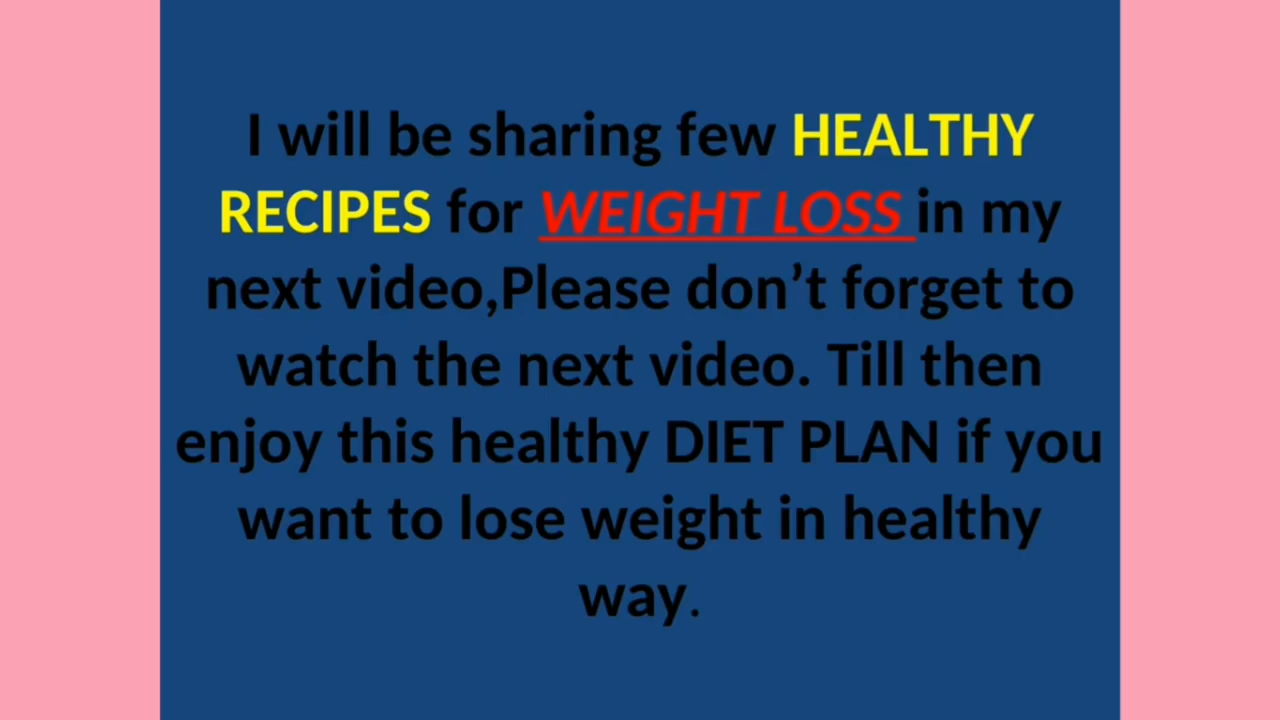 I will be sharing few HEALTHY
RECIPES for WEIGHT LOSS in my
next video,Please don’t forget to
watch the next video. Till then
enjoy this healthy DIET PLAN if you
want to lose weight in healthy
way.